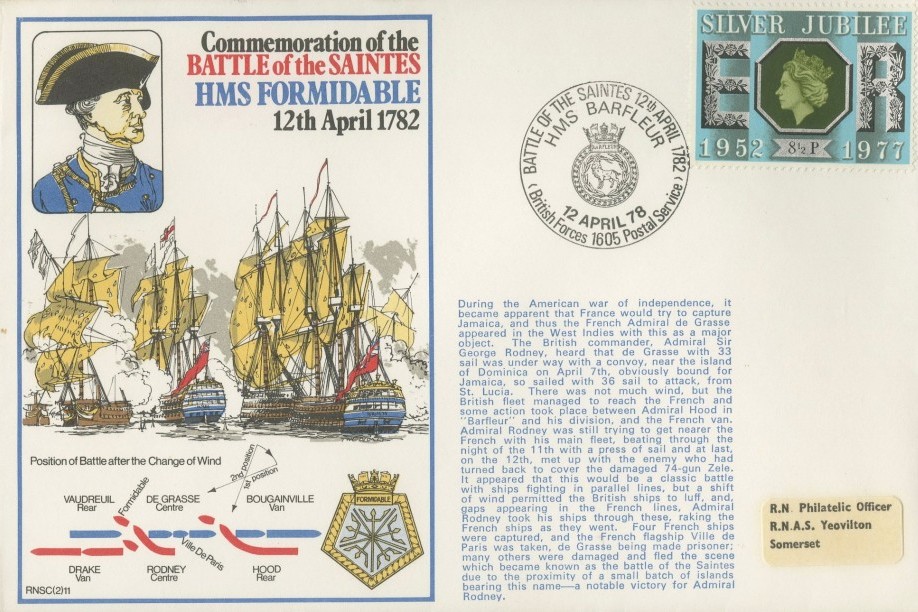 Commemoration of the
BATTLE of the SAINTES
HMS FORMIDABLE
12th April 1782
SILVER JUBILEE
E R
1952 8½P 1977
BATTLE OF THE SAINTES 12th APRIL 1782
HMS BARFLEUR
BARFLEUR
12 APRIL 78
British Forces 1605 Postal Service
During the American war of independence, it
became apparent that France would try to capture
Jamaica, and thus the French Admiral de Grasse
appeared in the West Indies with this as a major
object. The British commander, Admiral Sir
George Rodney, heard that de Grasse with 33
sail was under way with a convoy, near the island
of Dominica on April 7th, obviously bound for
Jamaica, so sailed with 36 sail to attack, from
St. Lucia. There was not much wind, but the
British fleet managed to reach the French and
some action took place between Admiral Hood in
"Barfleur" and his division, and the French van.
Admiral Rodney was still trying to get nearer the
French with his main fleet, beating through the
night of the 11th with a press of sail and at last,
on the 12th, met up with the enemy who had
turned back to cover the damaged 74-gun Zele.
It appeared that this would be a classic battle
with ships fighting in parallel lines, but a shift
of wind permitted the British ships to luff, and,
gaps appearing in the French lines, Admiral
Rodney took his ships through these, raking the
French ships as they went. Four French ships
were captured, and the French flagship Ville de
Paris was taken, de Grasse being made prisoner;
many others were damaged and fled the scene
which became known as the battle of the Saintes
due to the proximity of a small batch of islands
bearing this name—a notable victory for Admiral
Rodney.
Position of Battle after the Change of Wind
2nd position
1st position
VAUDREUIL
Rear
Formidable
DE GRASSE
Centre
BOUGAINVILLE
Van
Ville De Paris
DRAKE
Van
RODNEY
Centre
HOOD
Rear
FORMIDABLE
RNSC(2)11
R.N. Philatelic Officer
R.N.A.S. Yeovilton
Somerset